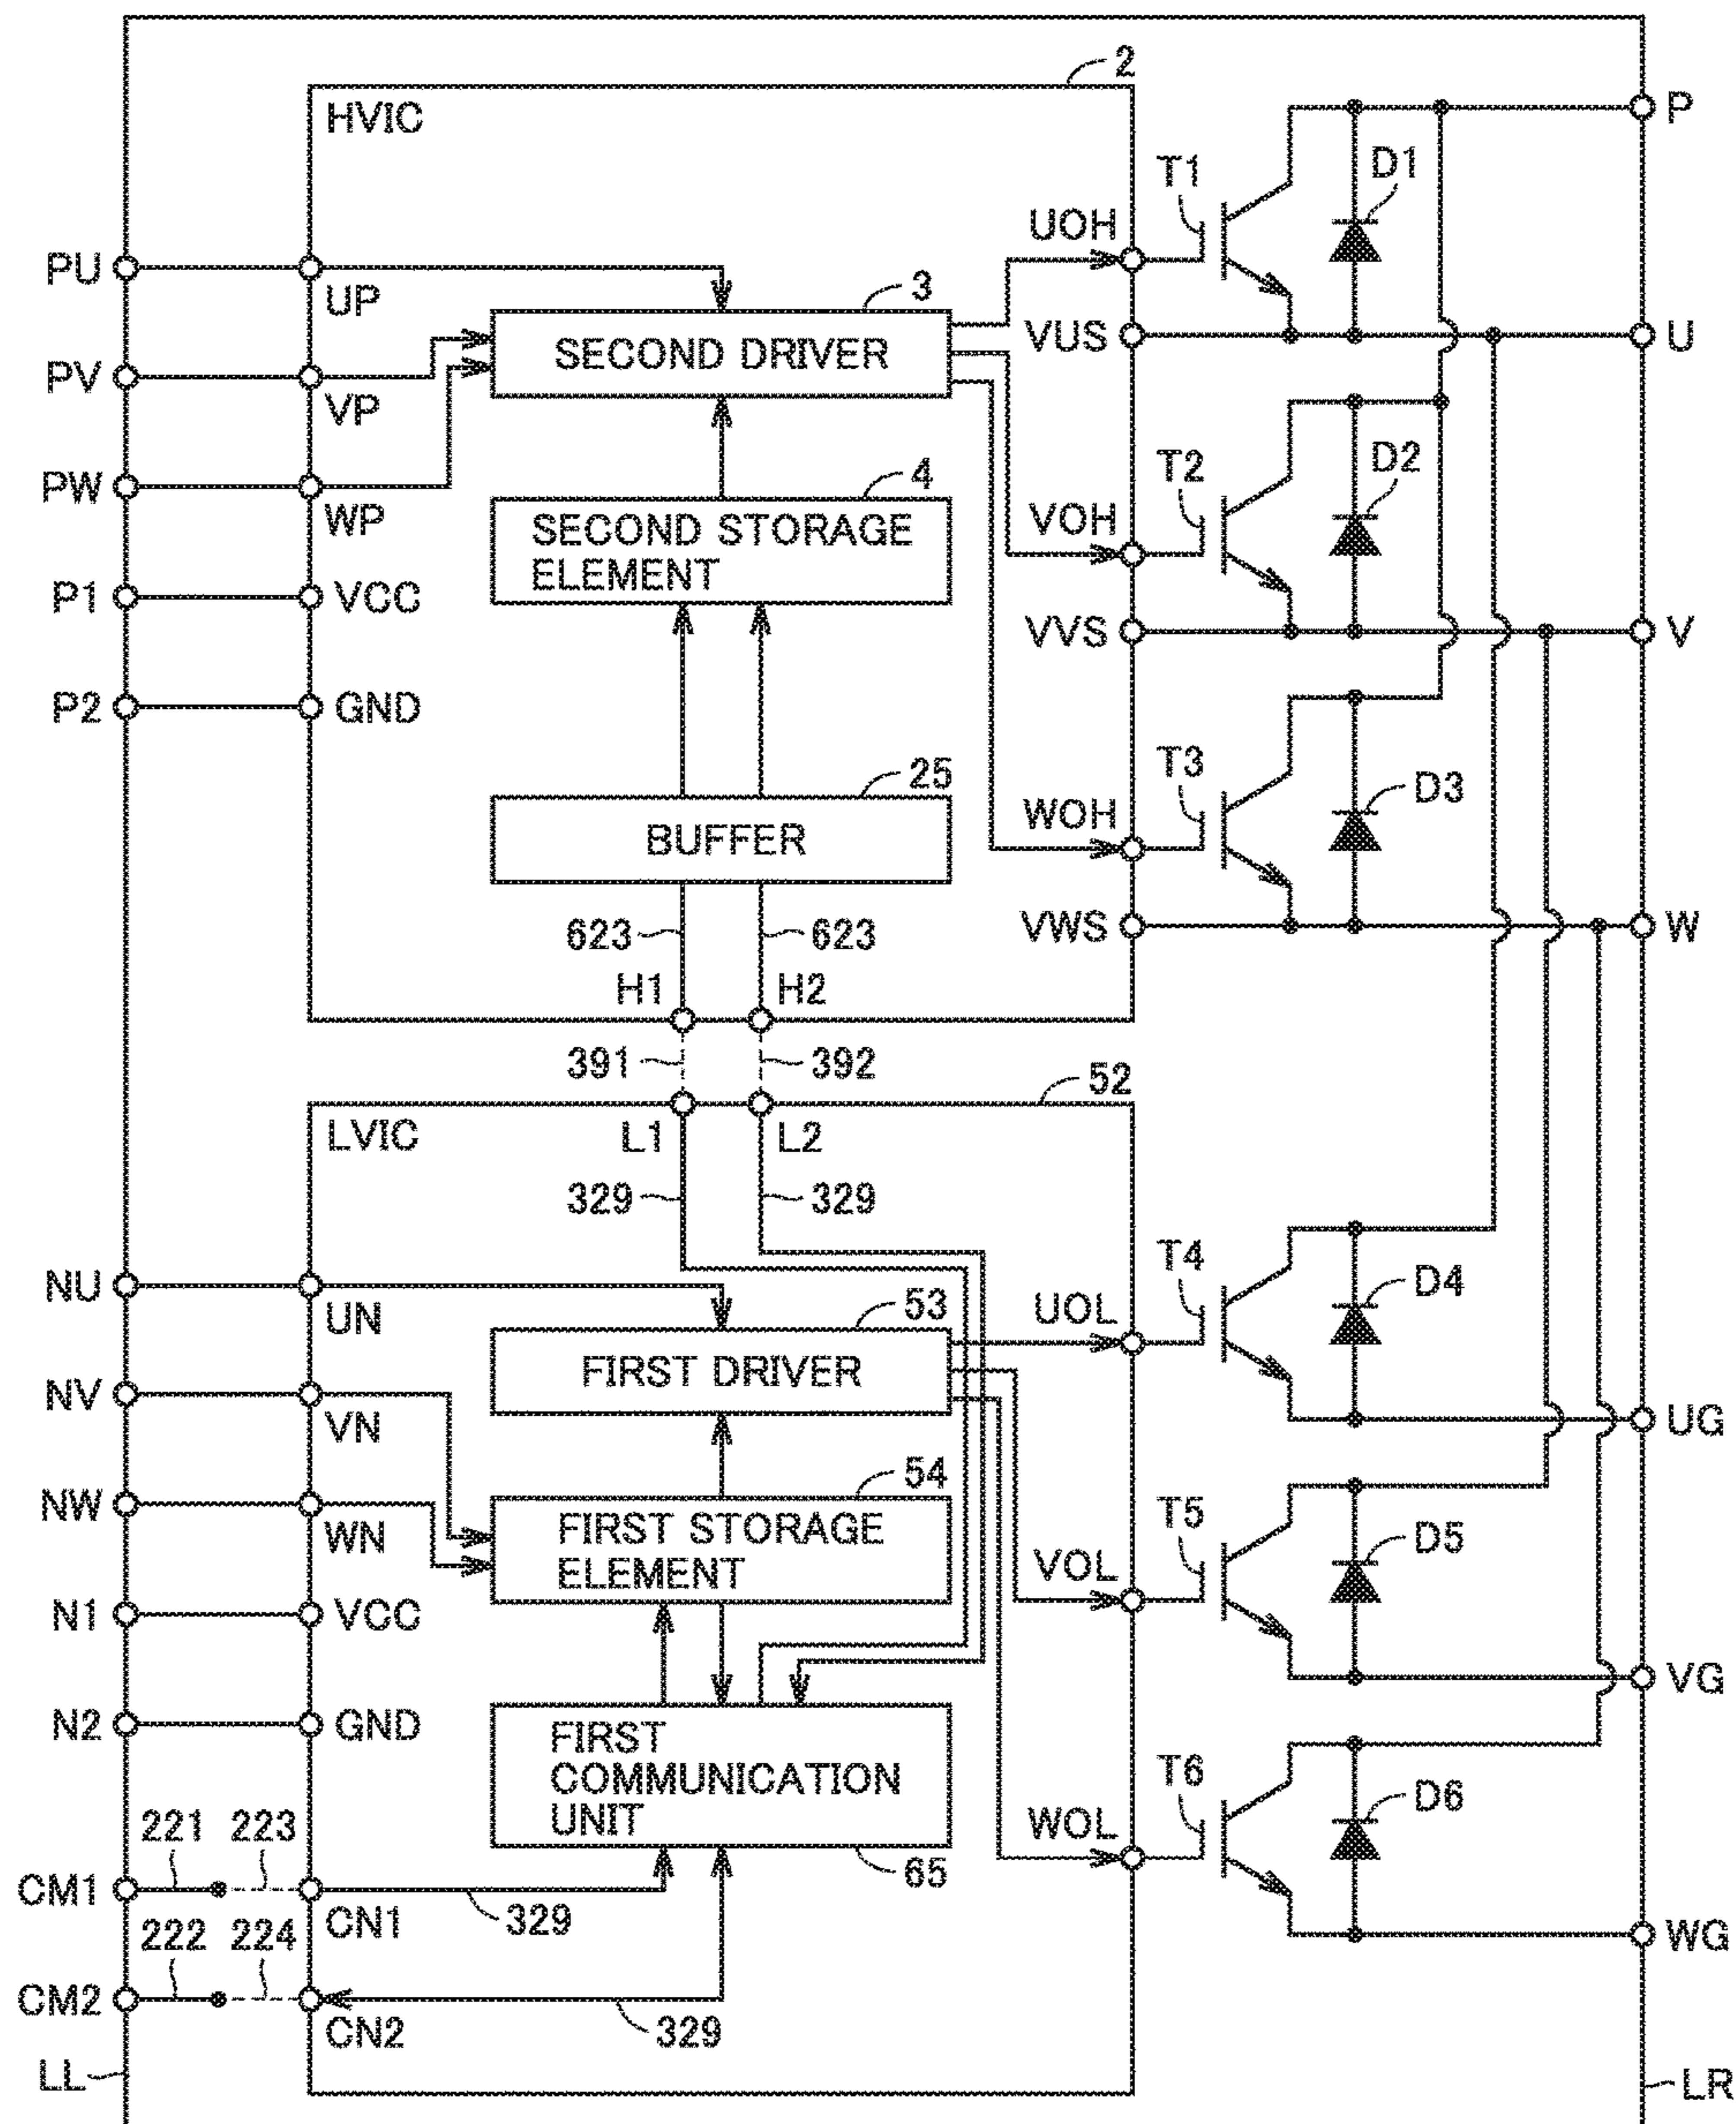 2
HVIC
P
T1
D1
UOH
PU
UP
3
SECOND DRIVER
VUS
U
PV
VP
T2
D2
PW
WP
4
SECOND STORAGE
ELEMENT
VOH
P1
VCC
VVS
V
P2
GND
T3
D3
25
BUFFER
WOH
623
623
VWS
W
H1
H2
391
392
52
LVIC
L1
L2
329
329
T4
D4
NU
UN
53
FIRST DRIVER
UOL
NV
VN
UG
54
NW
WN
FIRST STORAGE
ELEMENT
T5
D5
VOL
N1
VCC
VG
N2
GND
FIRST
COMMUNICATION
UNIT
T6
D6
WOL
65
221
223
CM1
CN1
329
222
224
WG
CM2
CN2
329
LL
LR